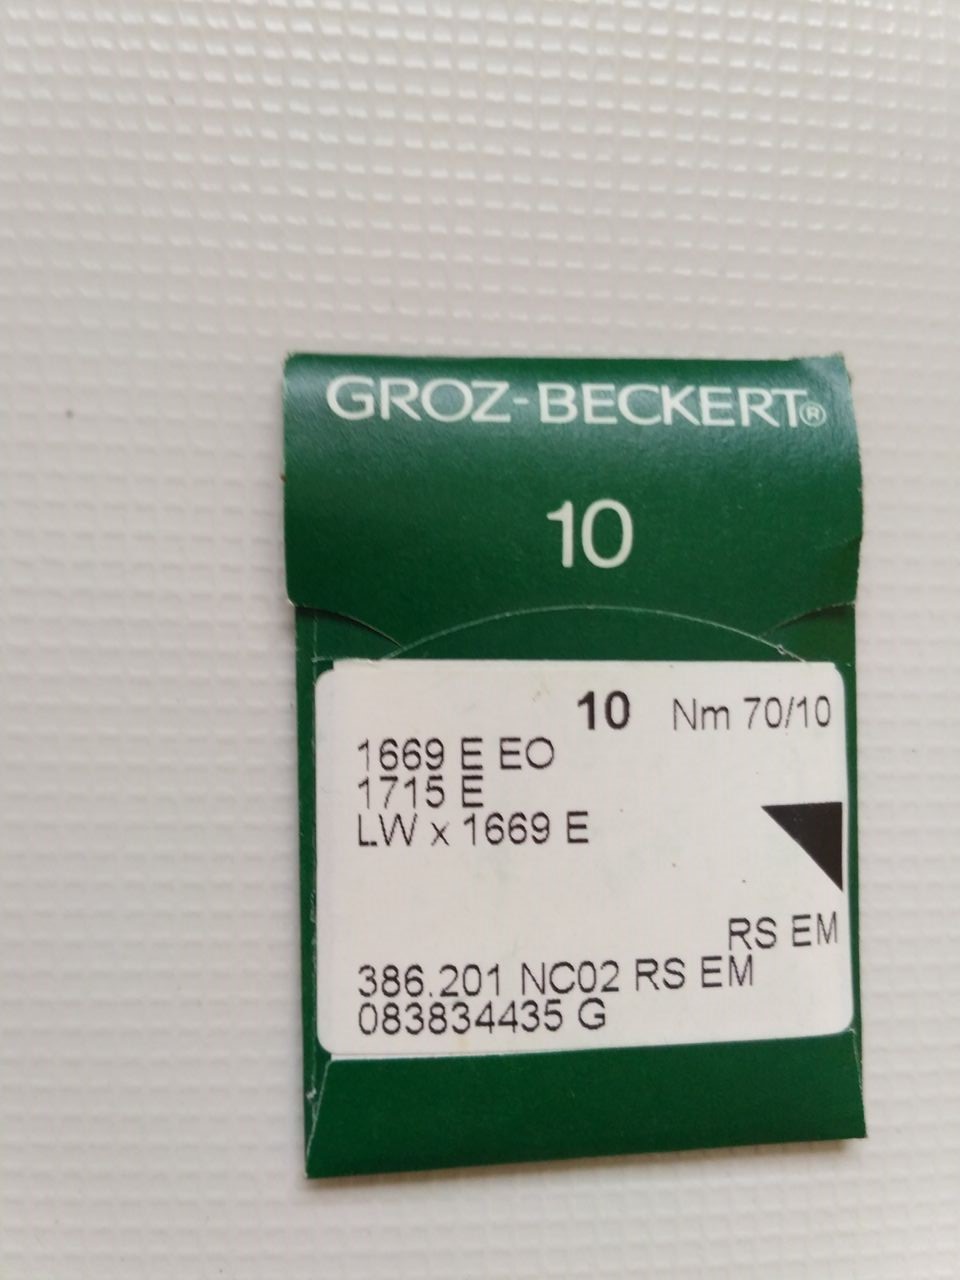 GROZ-BECKERT®
10
10 Nm 70/10
1669 E EO
1715 E
LW x 1669 E
RS EM
386.201 NC02 RS EM
083834435 G